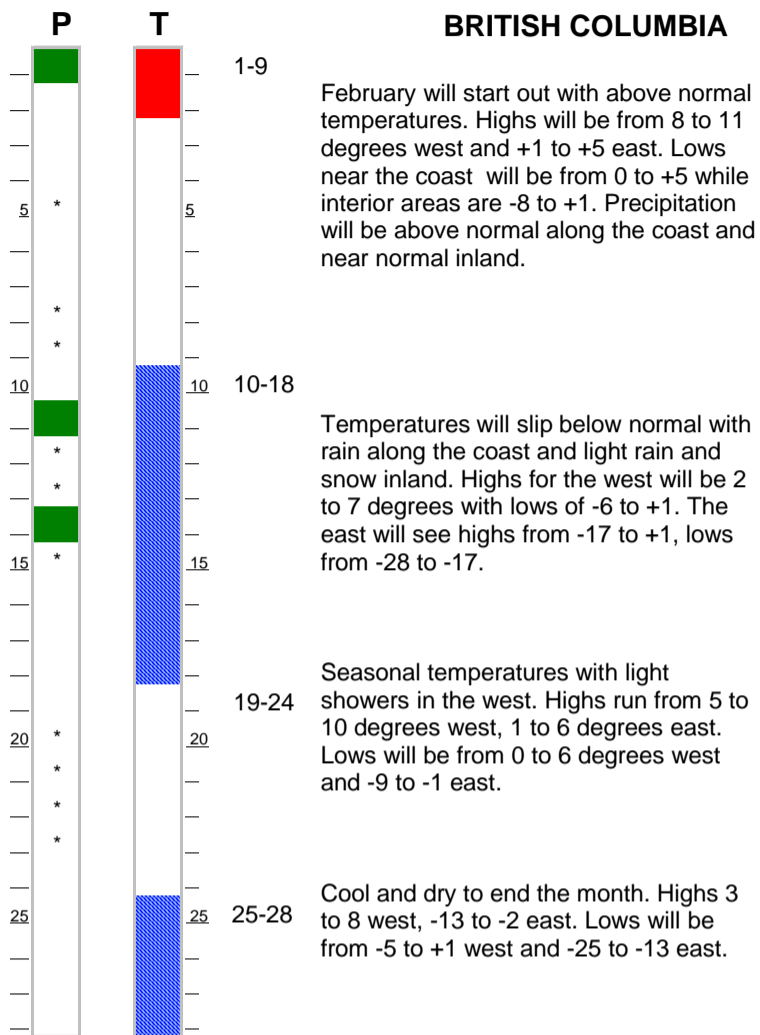 P T BRITISH COLUMBIA
1-9
February will start out with above normal
temperatures. Highs will be from 8 to 11
degrees west and +1 to +5 east. Lows
near the coast will be from 0 to +5 while
interior areas are -8 to +1. Precipitation
will be above normal along the coast and
near normal inland.
*
5 5
*
*
10 10 10-18
Temperatures will slip below normal with
rain along the coast and light rain and
snow inland. Highs for the west will be 2
to 7 degrees with lows of -6 to +1. The
east will see highs from -17 to +1, lows
from -28 to -17.
*
*
*
15 15
19-24
Seasonal temperatures with light
showers in the west. Highs run from 5 to
10 degrees west, 1 to 6 degrees east.
Lows will be from 0 to 6 degrees west
and -9 to -1 east.
*
20 20
*
*
*
25 25 25-28
Cool and dry to end the month. Highs 3
to 8 west, -13 to -2 east. Lows will be
from -5 to +1 west and -25 to -13 east.